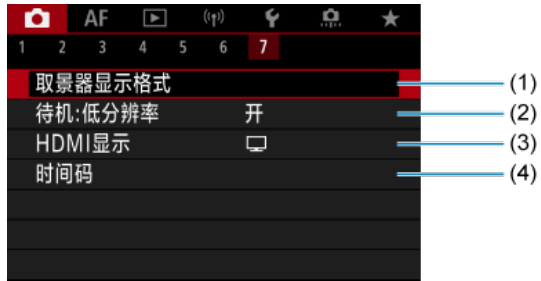 AF
1 2 3 4 5 6 7
取景器显示格式 (1)
待机:低分辨率 开 (2)
HDMI显示 (3)
时间码 (4)